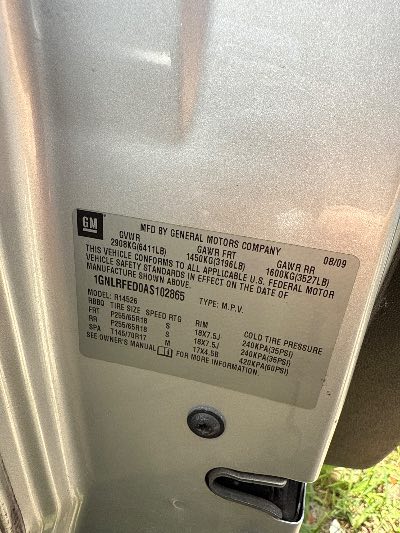 GM
MFD BY GENERAL MOTORS COMPANY 08/09
GVWR GAWR FRT GAWR RR
2908KG(6411LB) 1450KG(3196LB) 1600KG(3527LB)
THIS VEHICLE CONFORMS TO ALL APPLICABLE U.S. FEDERAL MOTOR
VEHICLE SAFETY STANDARDS IN EFFECT ON THE DATE OF
MANUFACTURE SHOWN ABOVE.
1GNLRFED0AS102865 TYPE: M.P.V.
MODEL: R14526
RBBQ TIRE SIZE SPEED RTG RIM COLD TIRE PRESSURE
FRT P255/65R18 S 18X7.5J 240KPA(35PSI)
RR P255/65R18 S 18X7.5J 240KPA(35PSI)
SPA T145/70R17 M 17X4.5B 420KPA(60PSI)
SEE OWNER'S MANUAL FOR MORE INFORMATION.